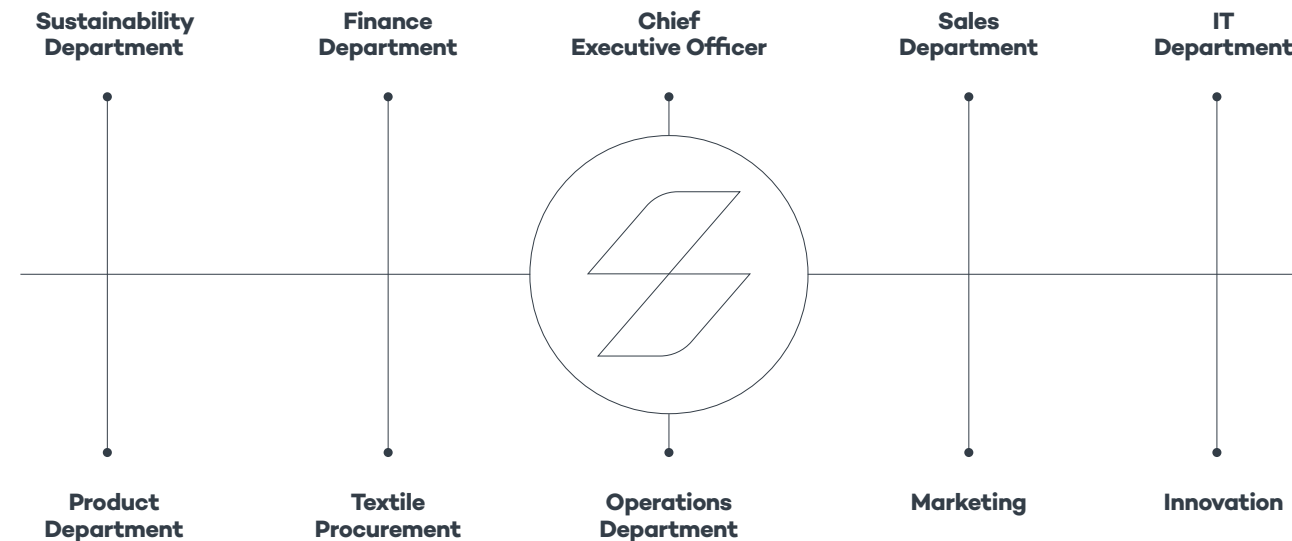 Sustainability
Department
Finance
Department
Chief
Executive Officer
Sales
Department
IT
Department
Product
Department
Textile
Procurement
Operations
Department
Marketing
Innovation